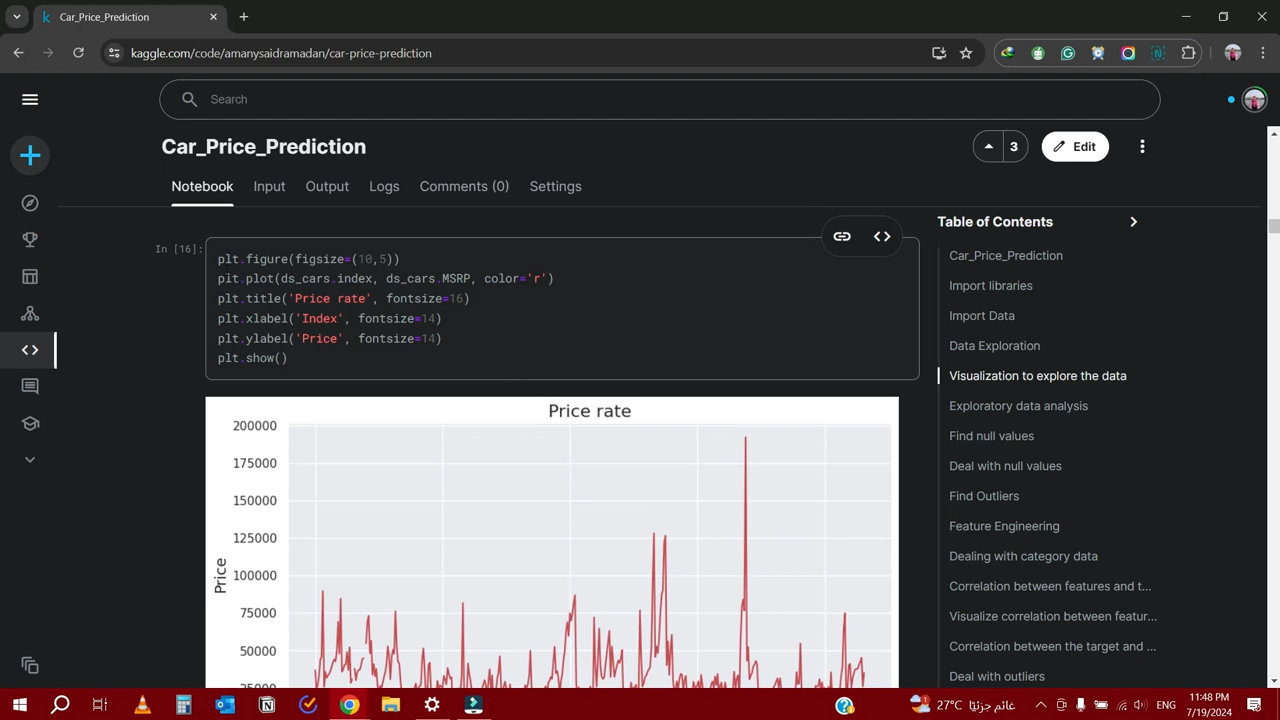 Car_Price_Prediction
kaggle.com/code/amanysaidramadan/car-price-prediction
Search
Car_Price_Prediction
3
Edit
Notebook
Input
Output
Logs
Comments (0)
Settings
In [16]:
plt.figure(figsize=(10,5))
plt.plot(ds_cars.index, ds_cars.MSRP, color='r')
plt.title('Price rate', fontsize=16)
plt.xlabel('Index', fontsize=14)
plt.ylabel('Price', fontsize=14)
plt.show()
Price rate
200000
175000
150000
125000
100000
75000
50000
25000
Price
Table of Contents
Car_Price_Prediction
Import libraries
Import Data
Data Exploration
Visualization to explore the data
Exploratory data analysis
Find null values
Deal with null values
Find Outliers
Feature Engineering
Dealing with category data
Correlation between features and t...
Visualize correlation between featur...
Correlation between the target and ...
Deal with outliers
27°C غائم جزئيًا
ENG
11:48 PM
7/19/2024